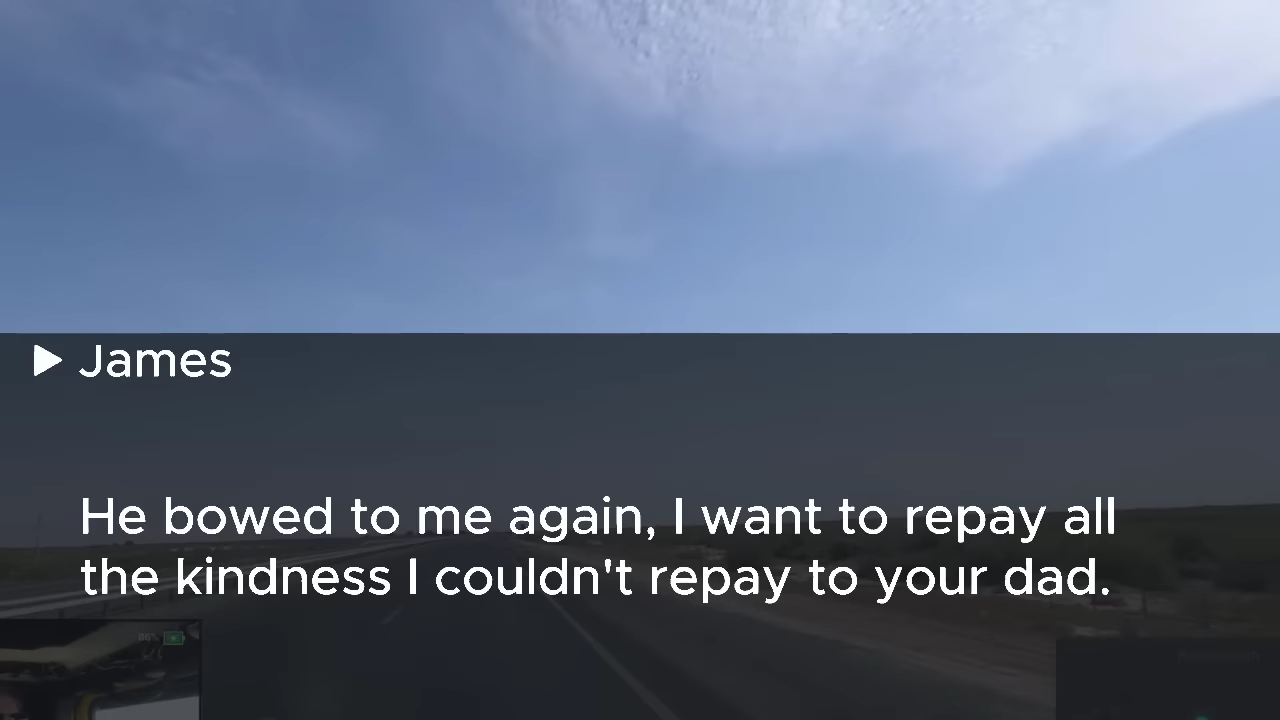 James
He bowed to me again, I want to repay all
the kindness I couldn't repay to your dad.